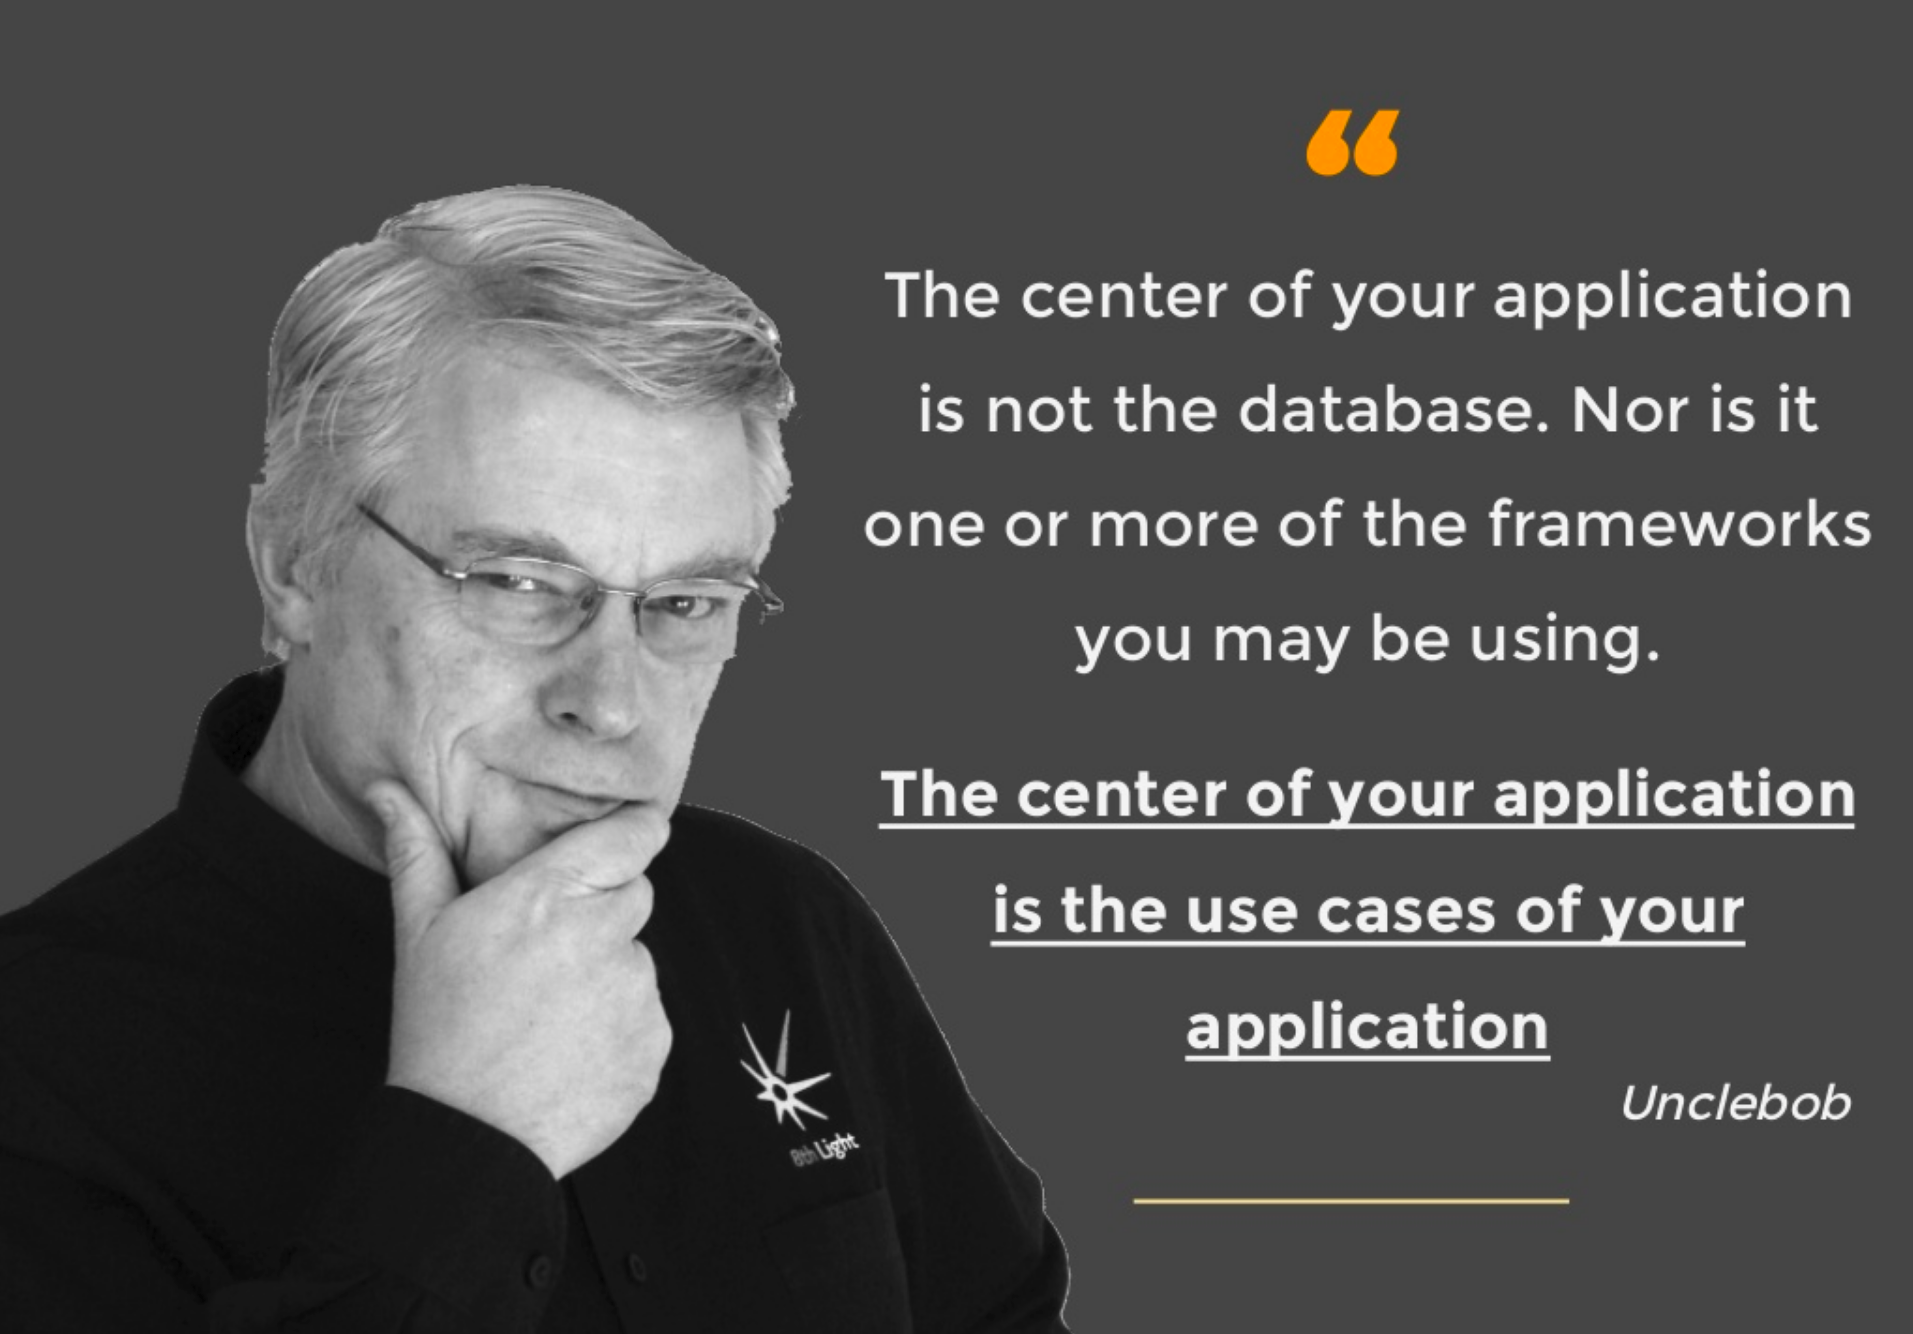 “
The center of your application
is not the database. Nor is it
one or more of the frameworks
you may be using.
The center of your application
is the use cases of your
application
Unclebob
8th Light